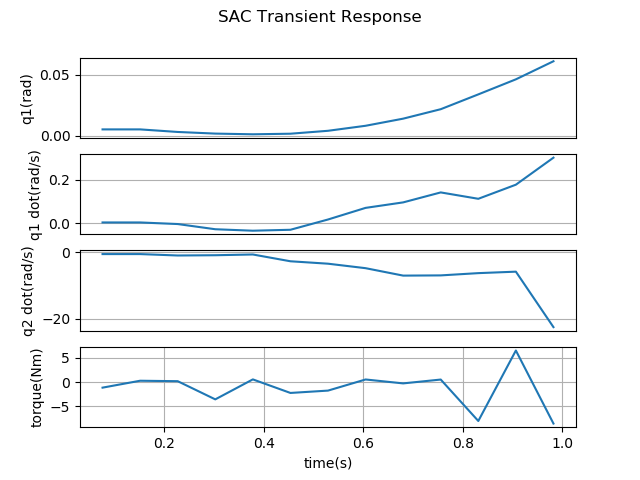 SAC Transient Response
q1(rad)
0.05
0.00
q1 dot(rad/s)
0.2
0.0
q2 dot(rad/s)
0
−20
torque(Nm)
5
0
−5
0.2 0.4 0.6 0.8 1.0
time(s)